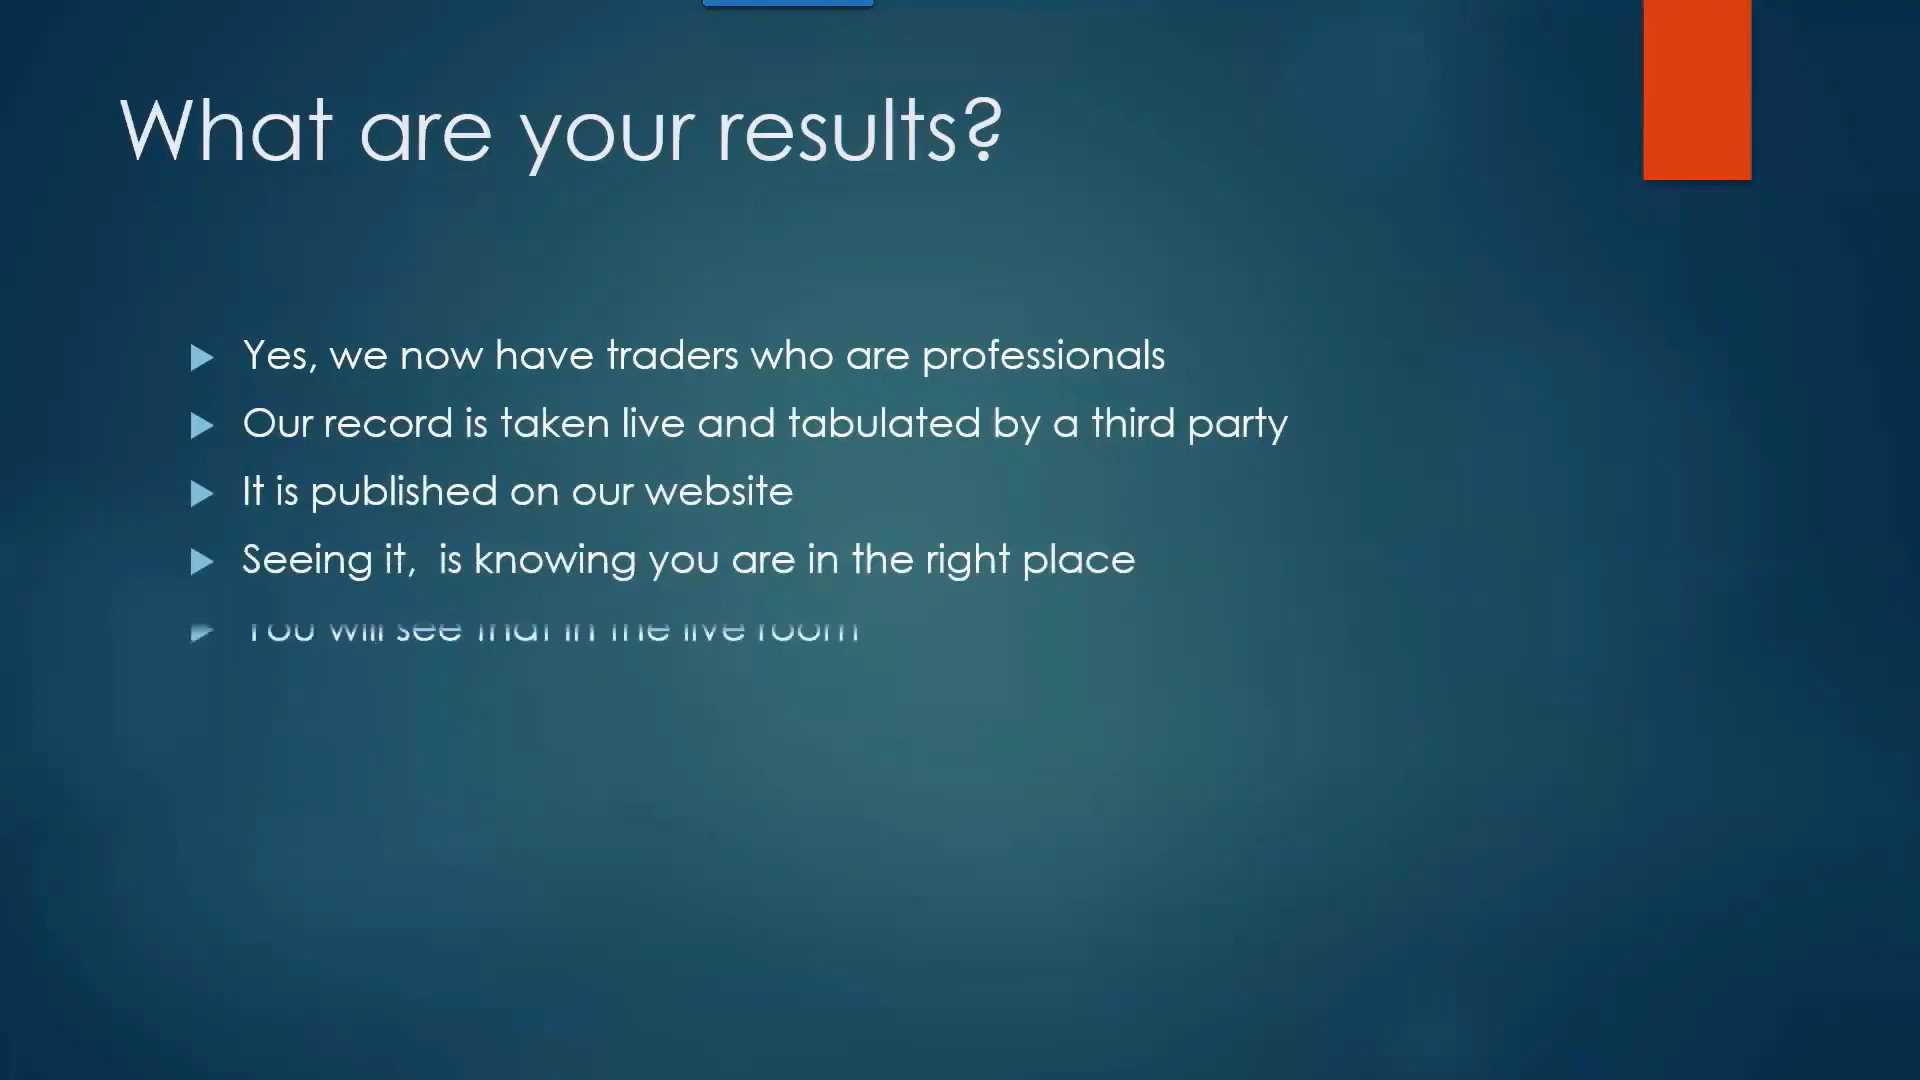 What are your results?
Yes, we now have traders who are professionals
Our record is taken live and tabulated by a third party
It is published on our website
Seeing it,  is knowing you are in the right place
You will see that in the live room